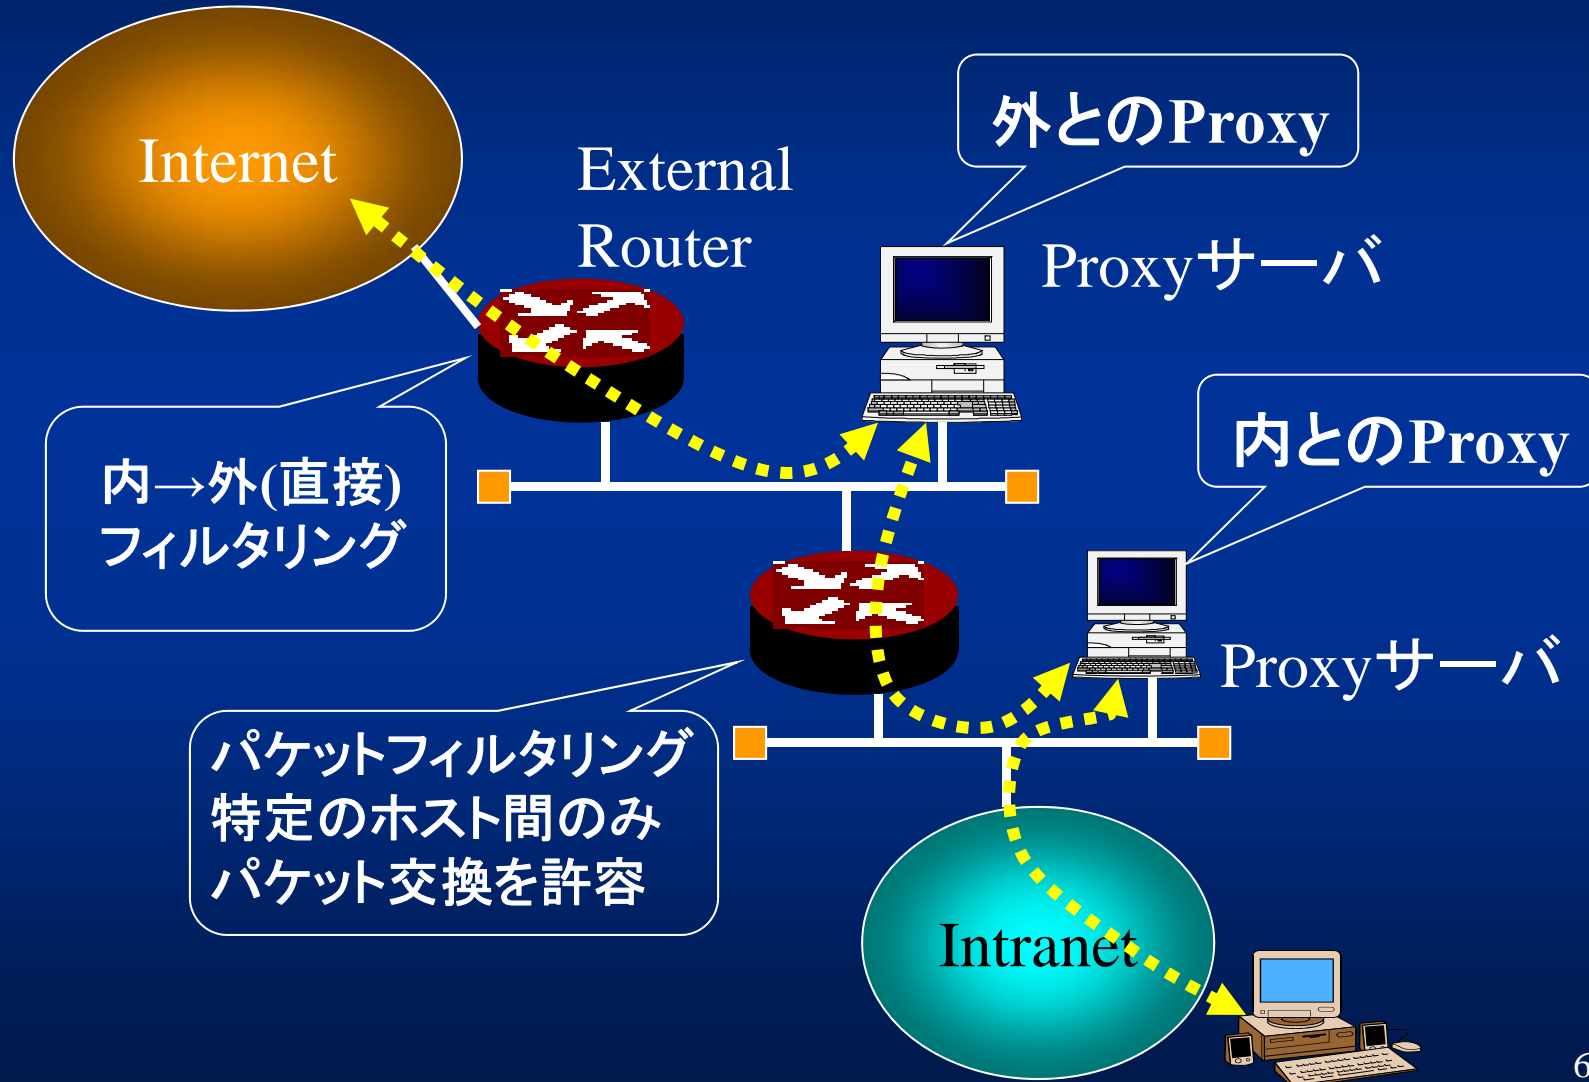 Internet
External
Router
外とのProxy
Proxyサーバ
内→外(直接)
フィルタリング
内とのProxy
Proxyサーバ
パケットフィルタリング
特定のホスト間のみ
パケット交換を許容
Intranet
6